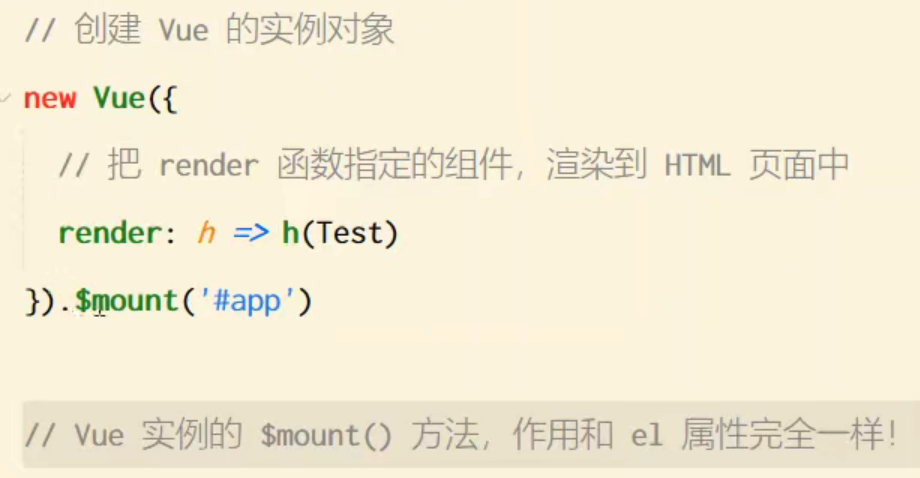 // 创建 Vue 的实例对象
new Vue({
// 把 render 函数指定的组件，渲染到 HTML 页面中
render: h => h(Test)
}).$mount('#app')
// Vue 实例的 $mount() 方法，作用和 el 属性完全一样！